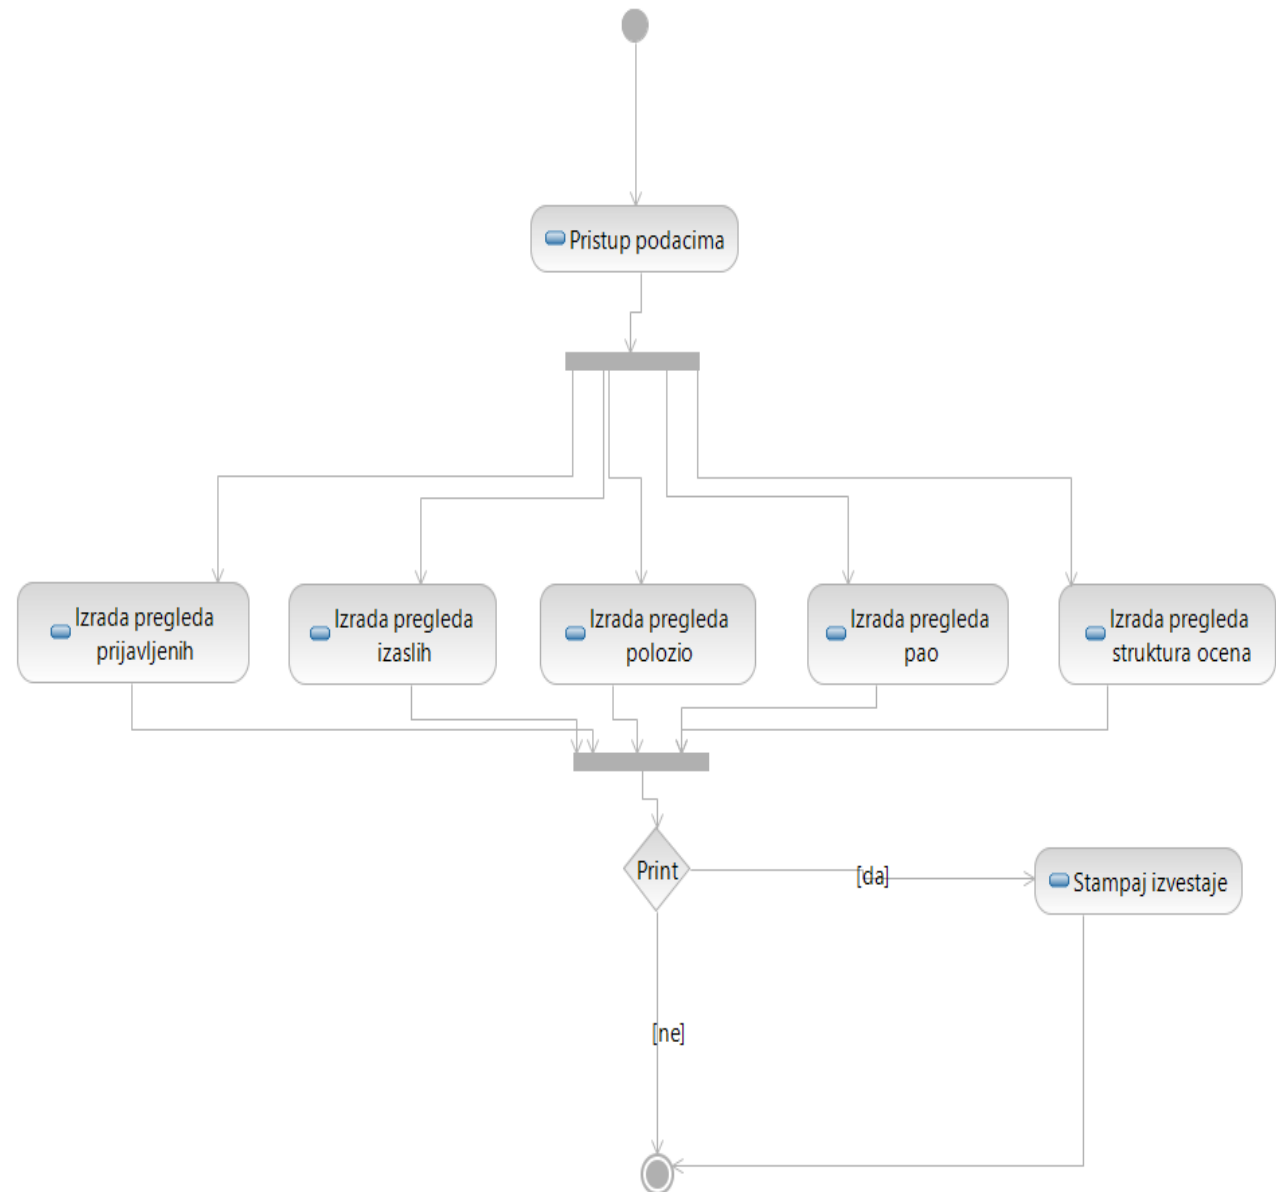 Pristup podacima
Izrada pregleda
prijavljenih
Izrada pregleda
izaslih
Izrada pregleda
polozio
Izrada pregleda
pao
Izrada pregleda
struktura ocena
Print
[da]
Stampaj izvestaje
[ne]